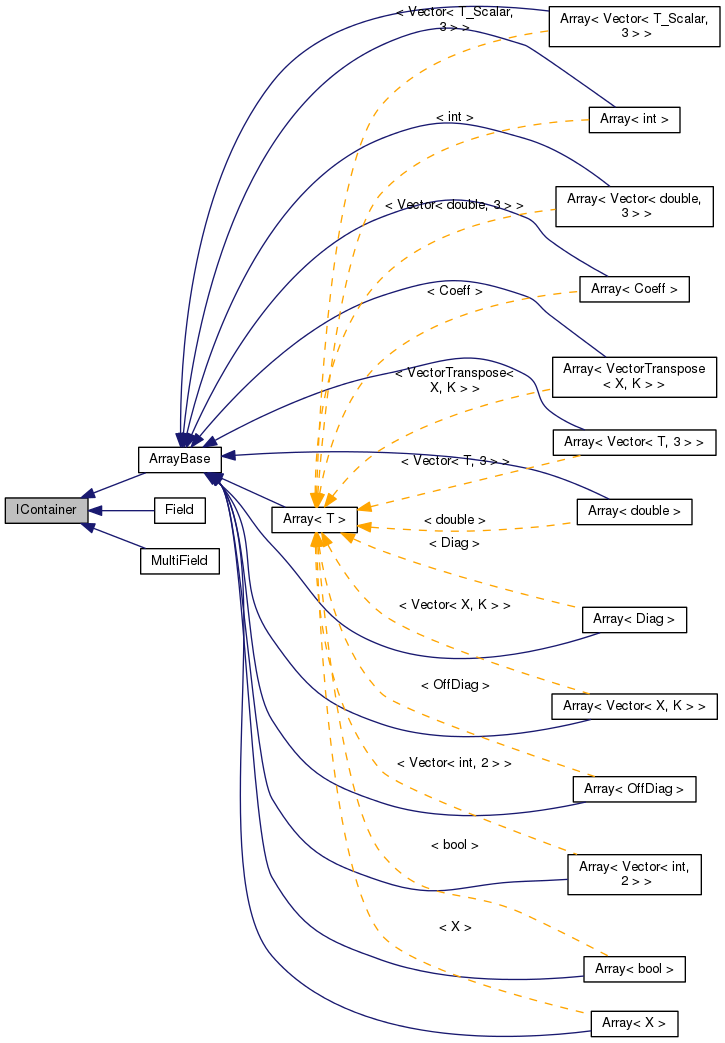 < Vector< T_Scalar,
3 > >
Array< Vector< T_Scalar,
3 > >
< int >
Array< int >
< Vector< double, 3 > >
Array< Vector< double,
3 > >
< Coeff >
Array< Coeff >
< VectorTranspose<
X, K > >
Array< VectorTranspose
< X, K > >
ArrayBase
< Vector< T, 3 > >
Array< Vector< T, 3 > >
IContainer
Field
Array< T >
< double >
Array< double >
MultiField
< Diag >
Array< Diag >
< Vector< X, K > >
Array< Vector< X, K > >
< OffDiag >
Array< OffDiag >
< Vector< int, 2 > >
Array< Vector< int,
2 > >
< bool >
Array< bool >
< X >
Array< X >